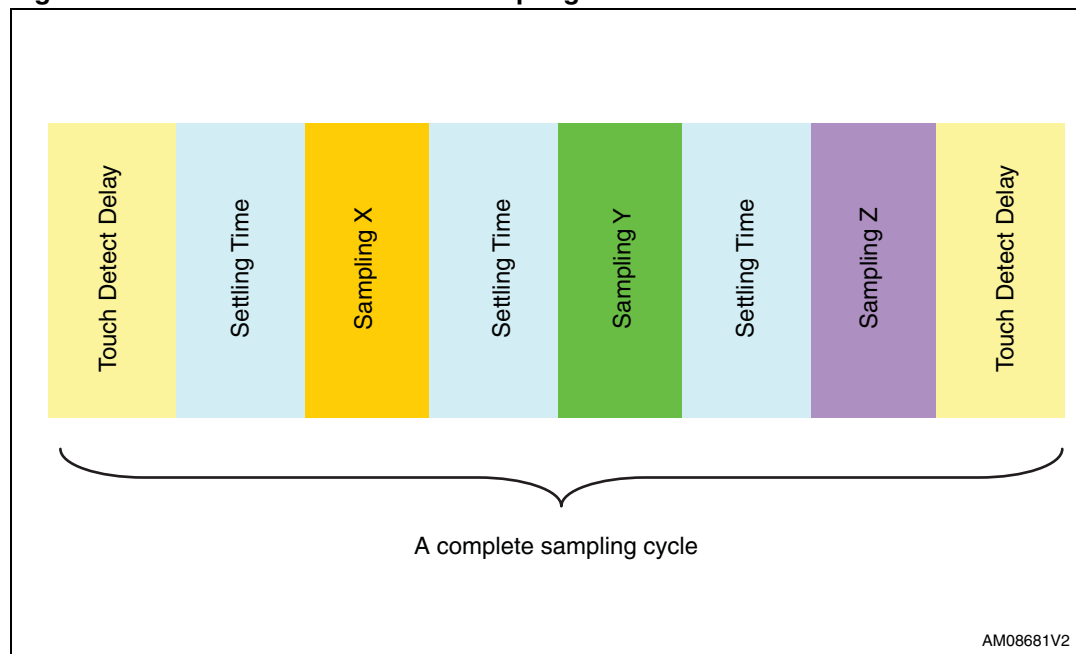 Touch Detect Delay
Settling Time
Sampling X
Settling Time
Sampling Y
Settling Time
Sampling Z
Touch Detect Delay
A complete sampling cycle
AM08681V2